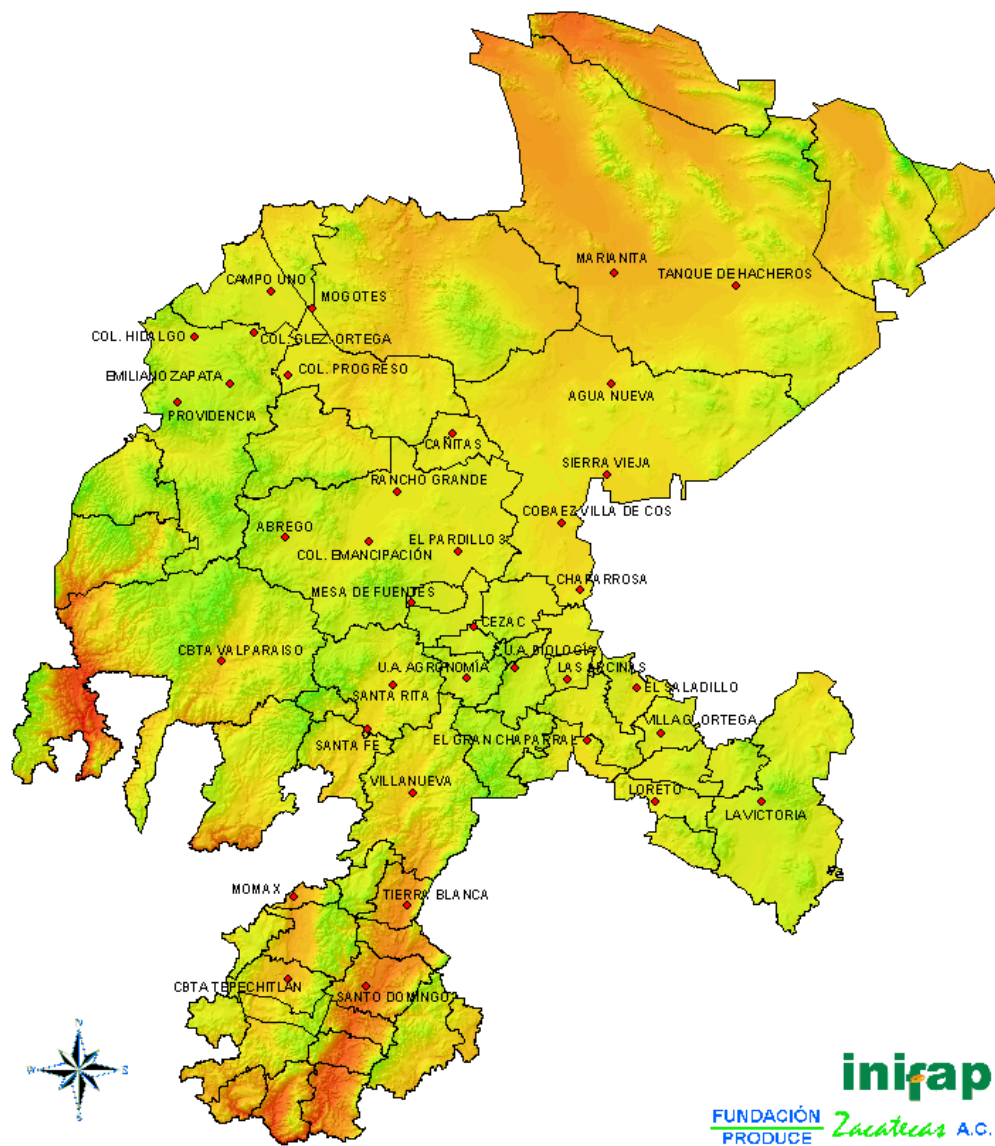 MARIANITA
TANQUE DE HACHEROS
CAMPO UNO
MOGOTES
COL. HIDALGO
COL. GLEZ. ORTEGA
COL. PROGRESO
EMILIANO ZAPATA
AGUA NUEVA
PROVIDENCIA
CAÑITAS
SIERRA VIEJA
RANCHO GRANDE
COBAEZ VILLA DE COS
ABREGO
EL PARDILLO 3
COL. EMANCIPACIÓN
CHAPARROSA
MESA DE FUENTES
CEZAC
U.A. BIOLOGÍA
CBTA VALPARAISO
U.A. AGRONOMÍA
LAS ARCINAS
EL SALADILLO
SANTA RITA
VILLA G. ORTEGA
SANTA FE
EL GRAN CHAPARRAL
VILLANUEVA
LORETO
LA VICTORIA
MOMAX
TIERRA BLANCA
CBTA TEPECHITLÁN
SANTO DOMINGO
N
W
S
inifap
FUNDACIÓN
PRODUCE
Zacatecas A.C.